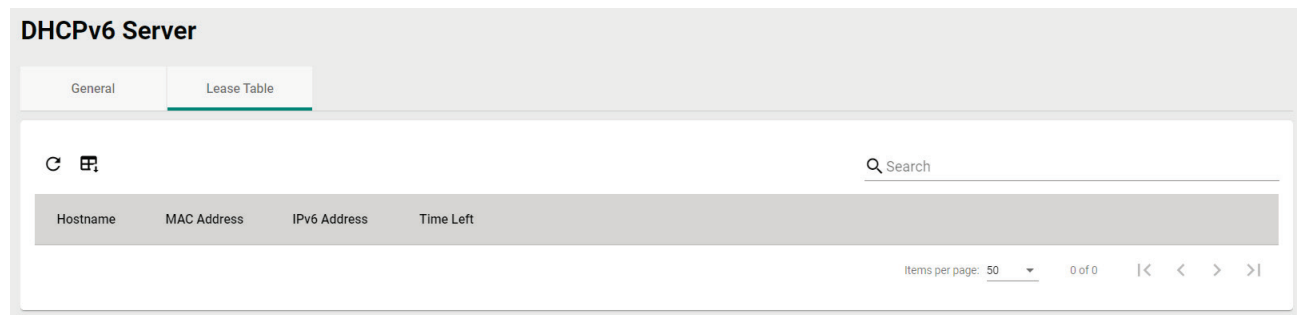 DHCPv6 Server
General Lease Table
Search
Hostname MAC Address IPv6 Address Time Left
Items per page: 50 0 of 0